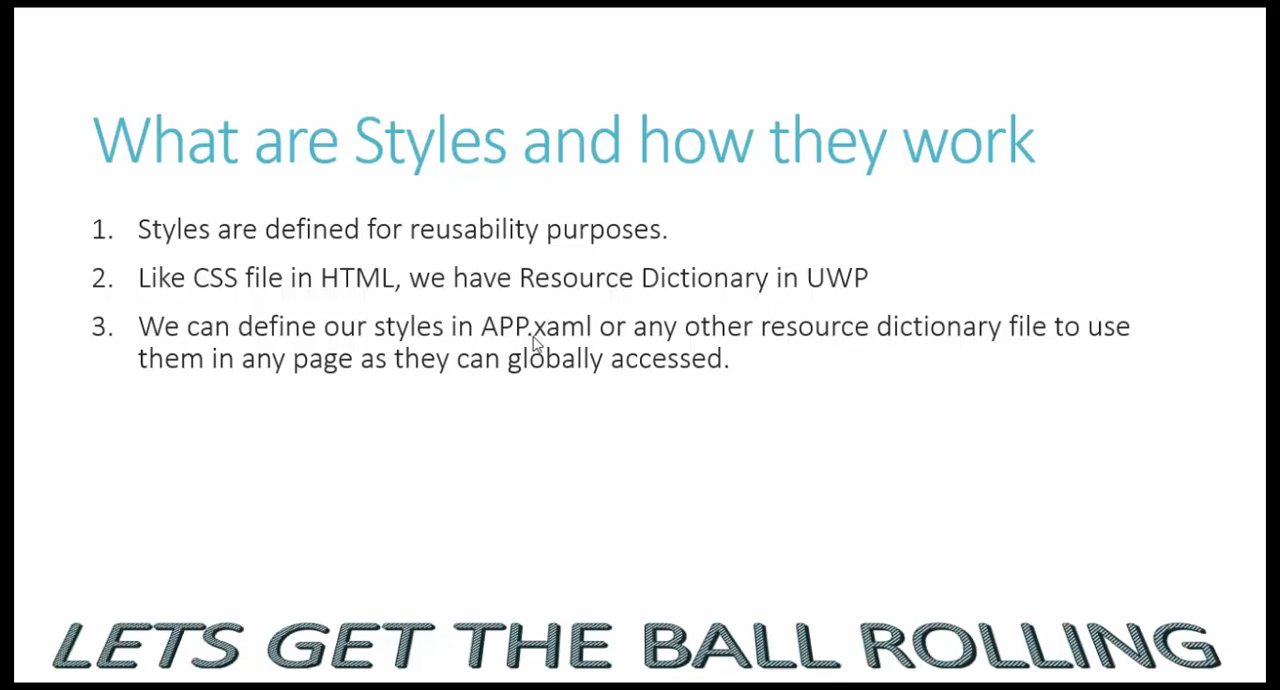 What are Styles and how they work
1. Styles are defined for reusability purposes.
2. Like CSS file in HTML, we have Resource Dictionary in UWP
3. We can define our styles in APP.xaml or any other resource dictionary file to use
them in any page as they can globally accessed.
LETS GET THE BALL ROLLING